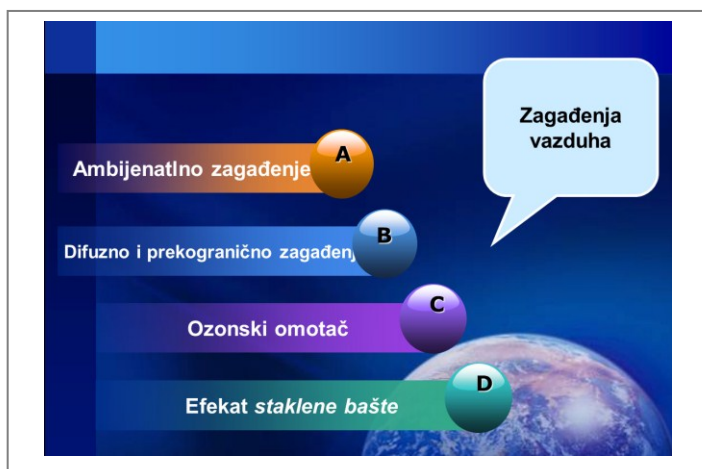 Zagađenja
vazduha
A
Ambijenatlno zagađenje
B
Difuzno i prekogranično zagađenj
C
Ozonski omotač
D
Efekat staklene bašte